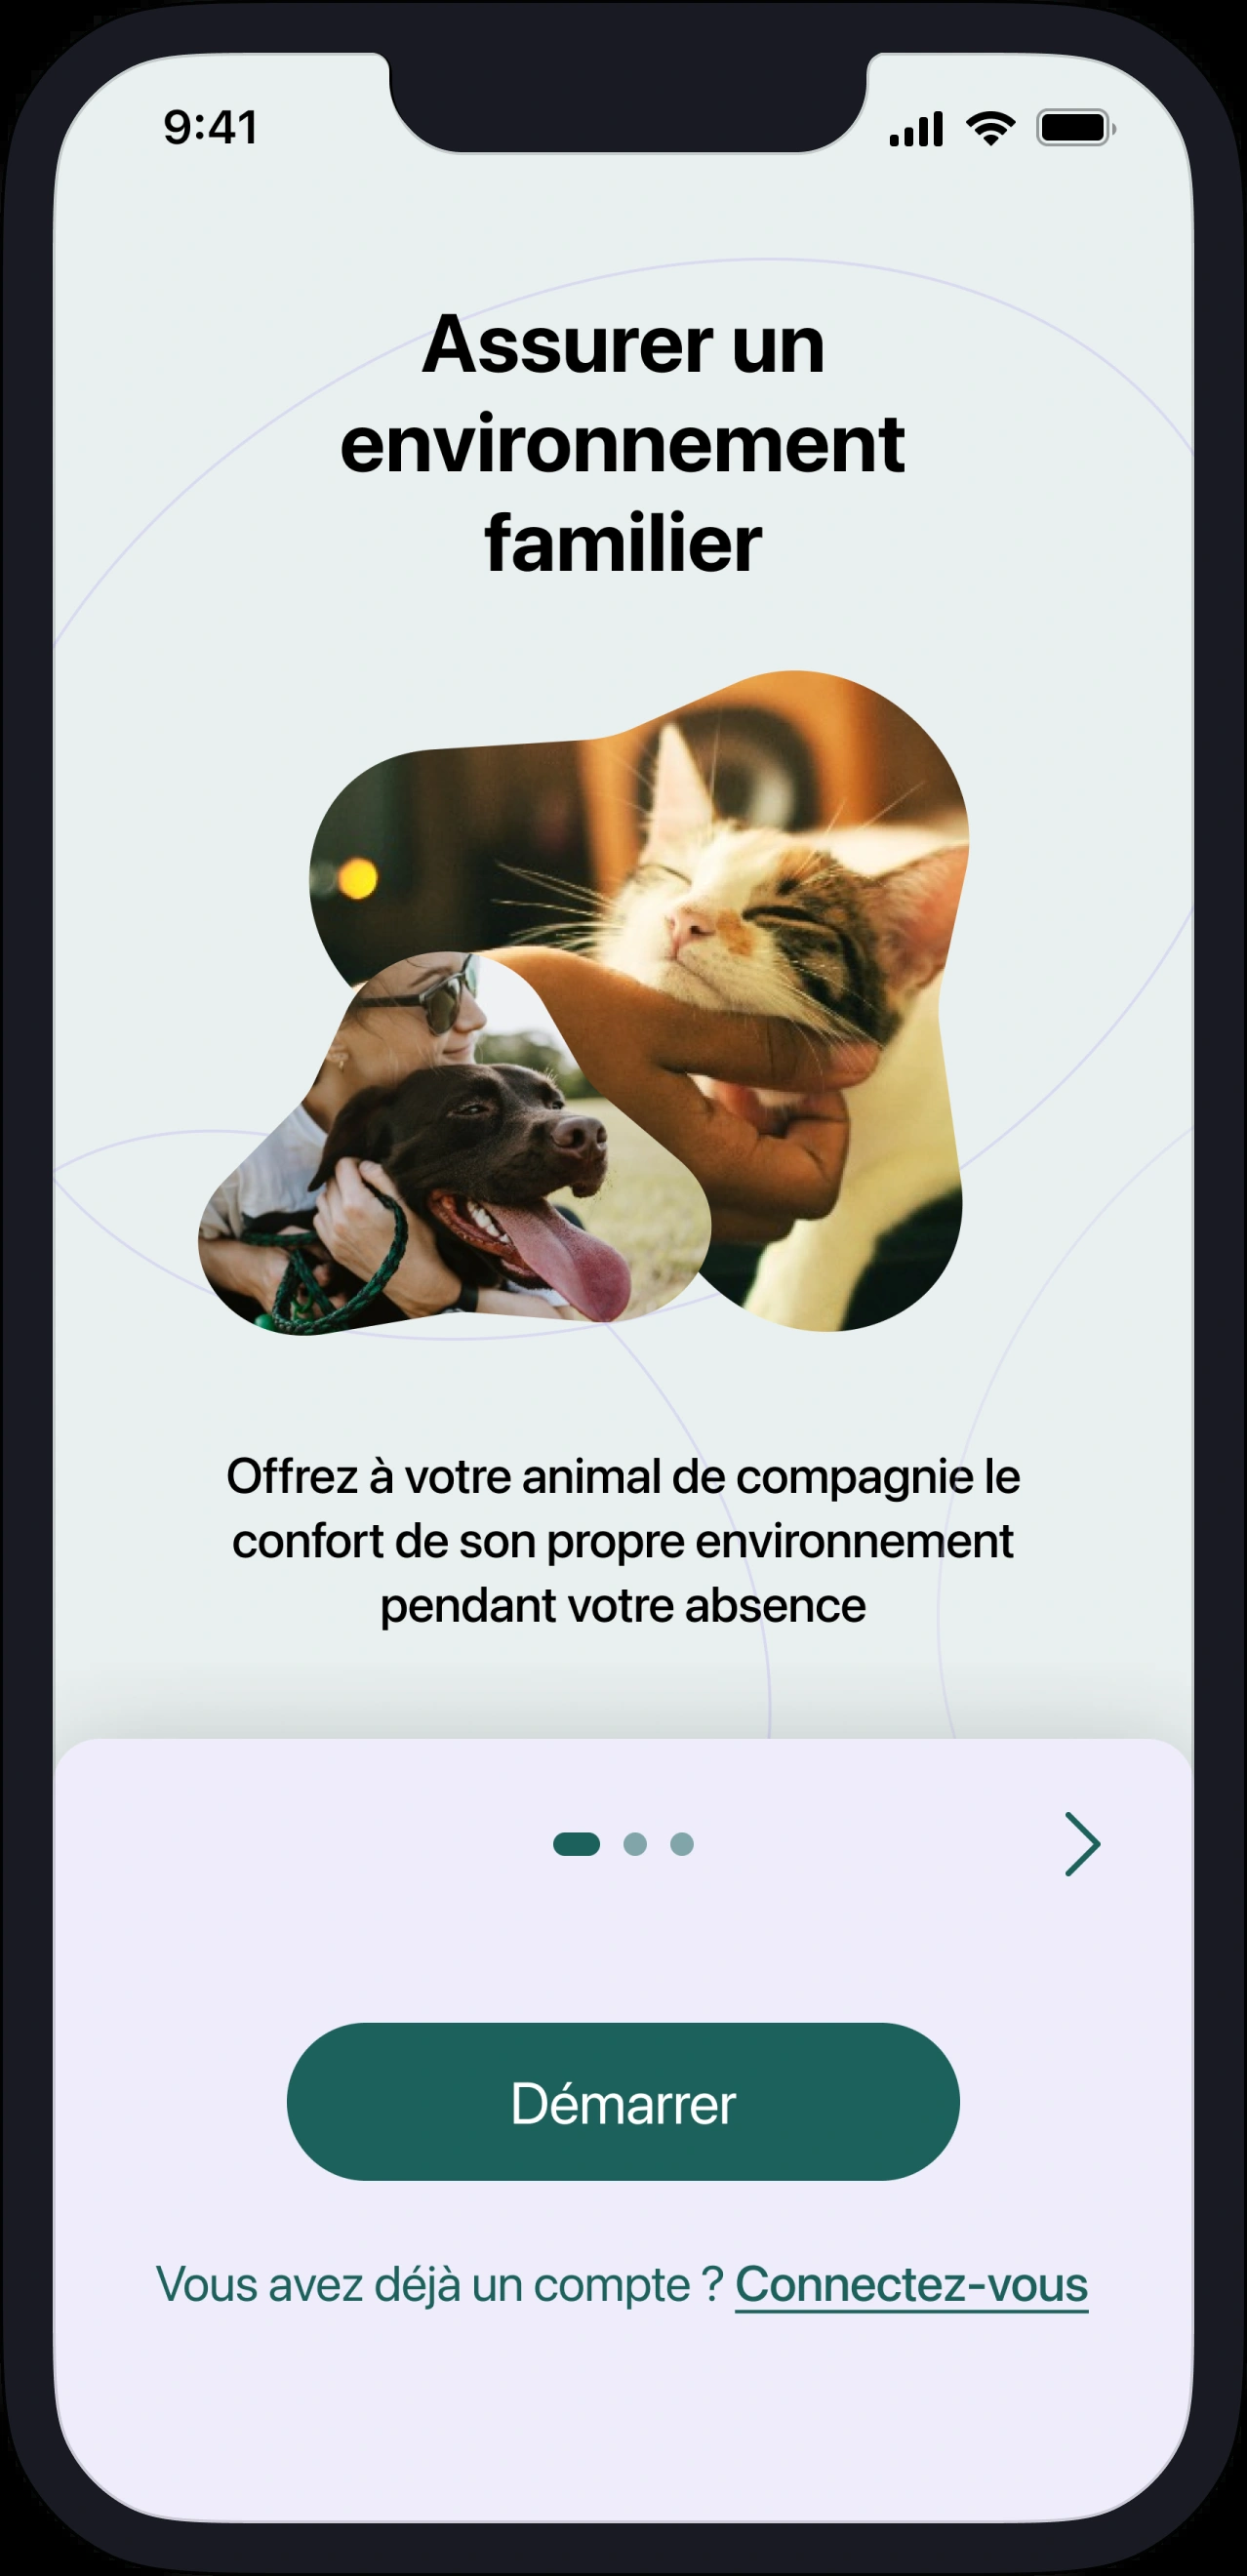 9:41
Assurer un
environnement
familier
Offrez à votre animal de compagnie le
confort de son propre environnement
pendant votre absence
Démarrer
Vous avez déjà un compte ? Connectez-vous